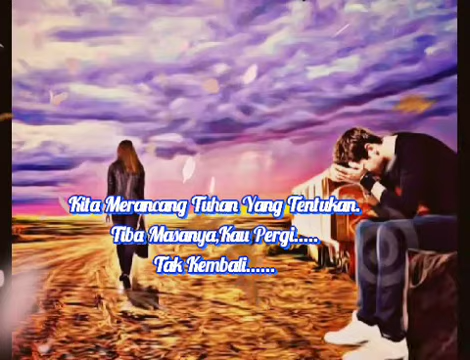 Kita Merancang Tuhan Yang Tentukan.
Tiba Masanya,Kau Pergi.....
Tak Kembali......